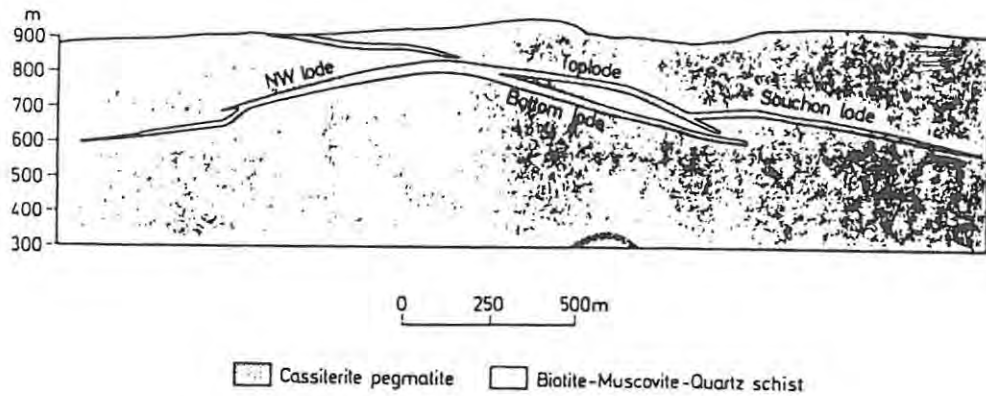 m
900
800
700
600
500
400
300
NW lode
Toplode
Bottom lode
Souchon lode
0 250 500m
Cassiterite pegmatite Biotite-Muscovite-Quartz schist